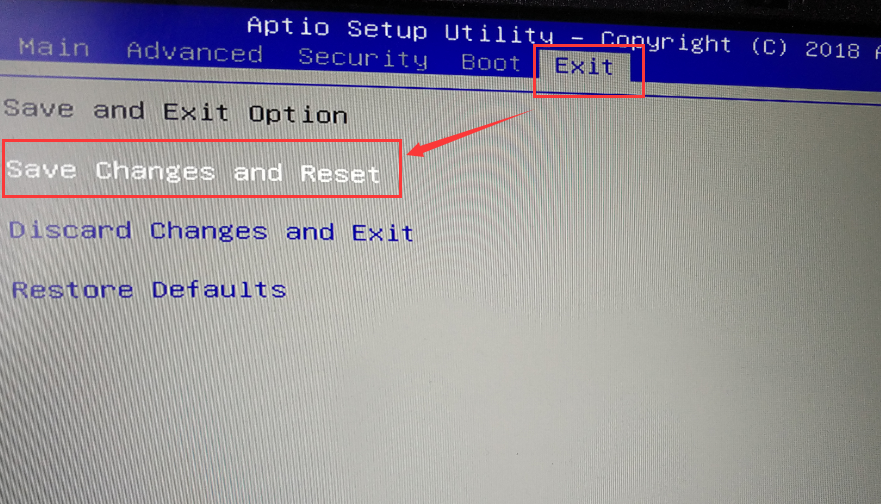 Aptio Setup Utility – Copyright (C) 2018
Main Advanced Security Boot Exit
Save and Exit Option
Save Changes and Reset
Discard Changes and Exit
Restore Defaults